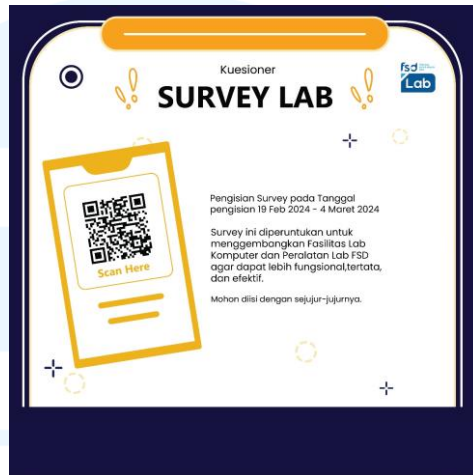 Kuesioner
SURVEY LAB
fsd
Lab
Scan Here
Pengisian Survey pada Tanggal
pengisian 19 Feb 2024 - 4 Maret 2024
Survey ini diperuntukan untuk
menggembangkan Fasilitas Lab
Komputer dan Peralatan Lab FSD
agar dapat lebih fungsional,tertata,
dan efektif.
Mohon diisi dengan sejujur-jujurnya.